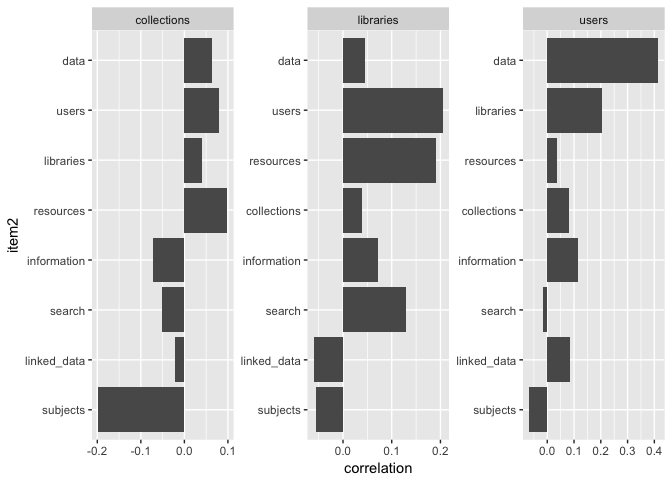 collections
libraries
users
item2
data
users
libraries
resources
information
search
linked_data
subjects
-0.2 -0.1 0.0 0.1
data
users
resources
collections
information
search
linked_data
subjects
0.0 0.1 0.2
data
libraries
resources
collections
information
search
linked_data
subjects
0.0 0.1 0.2 0.3 0.4
correlation